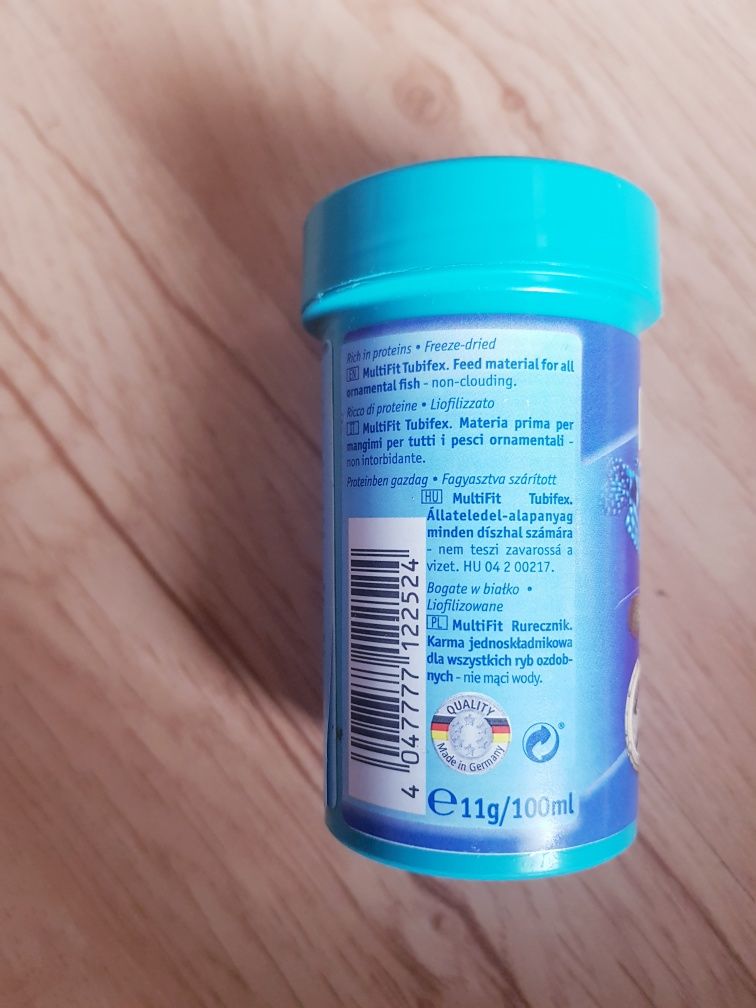 Rich in proteins • Freeze-dried
EN MultiFit Tubifex. Feed material for all
ornamental fish - non-clouding.
Ricco di proteine • Liofilizzato
IT MultiFit Tubifex. Materia prima per
mangimi per tutti i pesci ornamentali -
non intorbidante.
Proteinben gazdag • Fagyasztva szárított
HU MultiFit Tubifex.
Állateledel-alapanyag
minden díszhal számára
- nem teszi zavarossá a
vizet. HU 04 2 00217.
Bogate w białko •
Liofilizowane
PL MultiFit Rurecznik.
Karma jednoskładnikowa
dla wszystkich ryb ozdob-
nych - nie mąci wody.
4 047777 122524
QUALITY
Made in Germany
®
℮ 11g/100ml